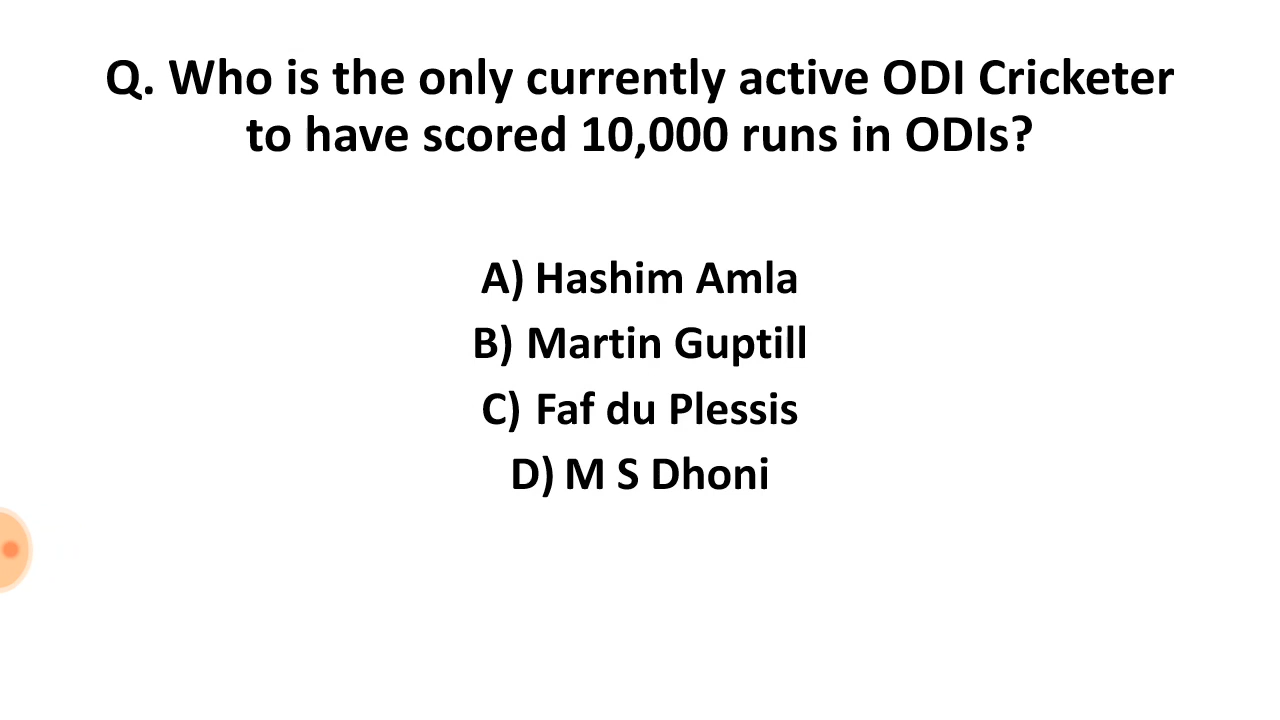 Q. Who is the only currently active ODI Cricketer
to have scored 10,000 runs in ODIs?
A) Hashim Amla
B) Martin Guptill
C) Faf du Plessis
D) M S Dhoni